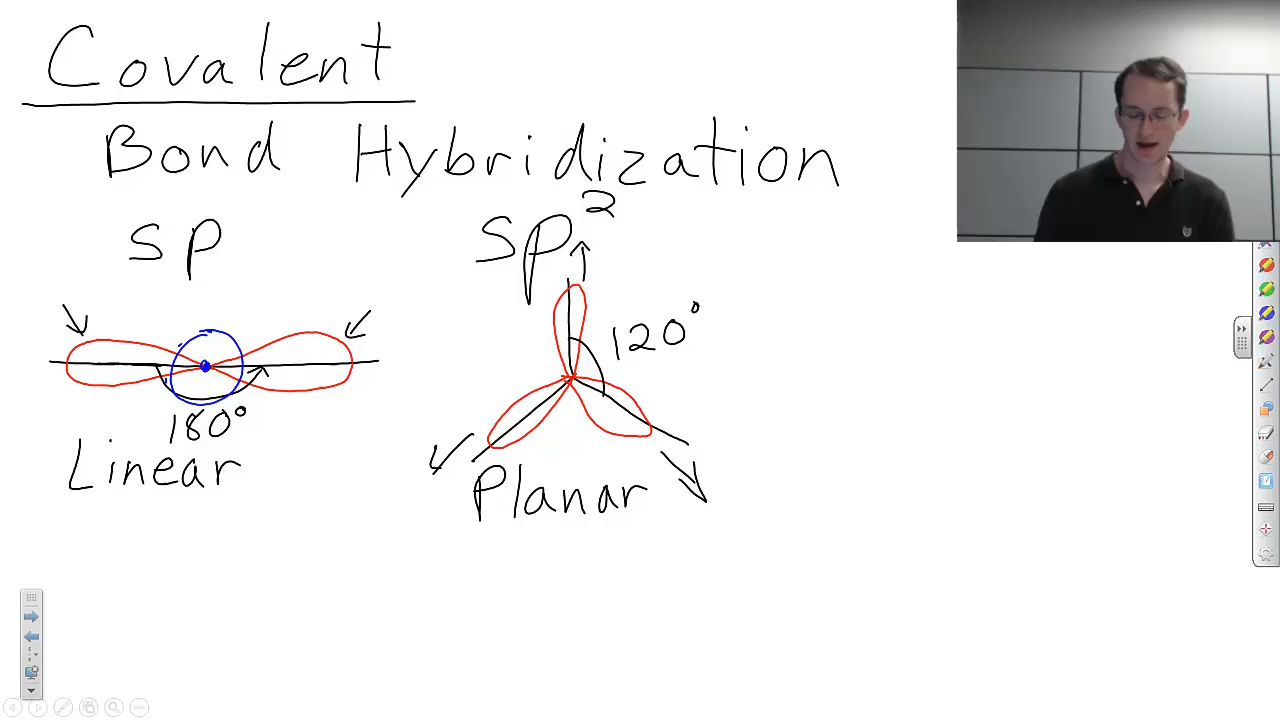 Covalent
Bond Hybridization
sp
sp²
180°
120°
Linear
Planar